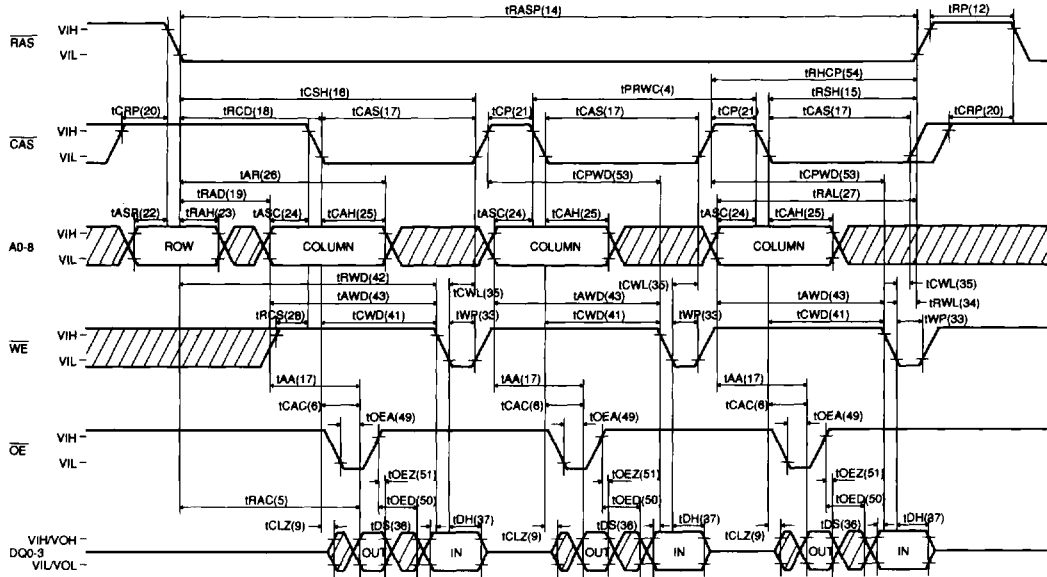 tRASP(14) tRP(12)
RAS VIH
VIL
tRHCP(54)
tCSH(16) tPRWC(4) tRSH(15)
tCRP(20) tRCD(18) tCAS(17) tCP(21) tCAS(17) tCP(21) tCAS(17) tCRP(20)
CAS VIH
VIL
tAR(26) tCPWD(53) tCPWD(53)
tRAD(19) tRAL(27)
tASR(22) tRAH(23) tASC(24) tCAH(25) tASC(24) tCAH(25) tASC(24) tCAH(25)
A0-8 VIH
VIL
ROW COLUMN COLUMN COLUMN
tRWD(42) tCWL(35) tCWL(35) tCWL(35)
tAWD(43) tAWD(43) tAWD(43) tRWL(34)
tRCS(28) tCWD(41) tWP(33) tCWD(41) tWP(33) tCWD(41) tWP(33)
WE VIH
VIL
tAA(17) tAA(17) tAA(17)
tCAC(6) tOEA(49) tCAC(6) tOEA(49) tCAC(6) tOEA(49)
OE VIH
VIL
tOEZ(51) tOEZ(51) tOEZ(51)
tRAC(5) tOED(50) tOED(50) tOED(50)
tCLZ(9) tDS(36) tDH(37) tCLZ(9) tDS(36) tDH(37) tCLZ(9) tDS(36) tDH(37)
VIH/VOH
DQ0-3 OUT IN OUT IN OUT IN
VIL/VOL